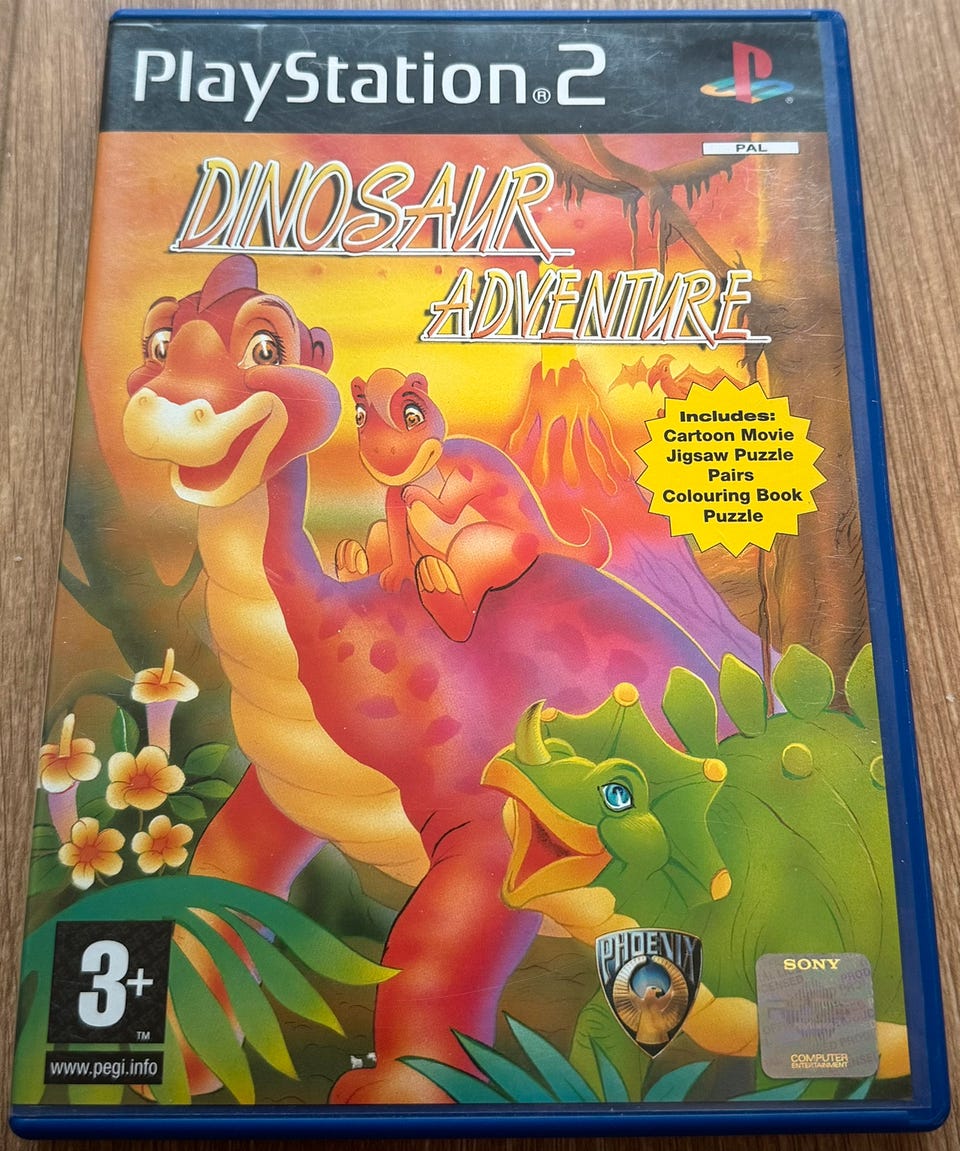 PlayStation®2
PAL
DINOSAUR
ADVENTURE
Includes:
Cartoon Movie
Jigsaw Puzzle
Pairs
Colouring Book
Puzzle
3+
TM
www.pegi.info
PHOENIX
SONY
COMPUTER
ENTERTAINMENT